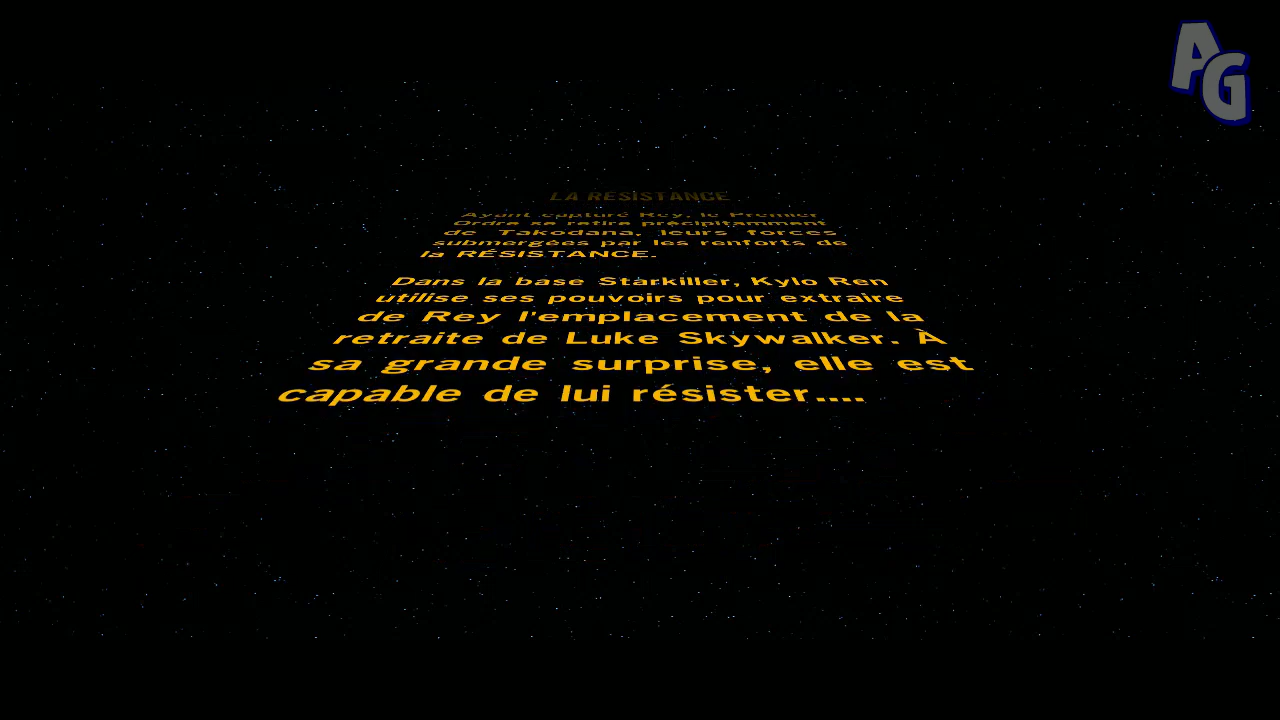 AG
LA RÉSISTANCE
Ayant capturé Rey, le Premier
Ordre se retire précipitamment
de Takodana, leurs forces
submergées par les renforts de
la RÉSISTANCE.
Dans la base Starkiller, Kylo Ren
utilise ses pouvoirs pour extraire
de Rey l'emplacement de la
retraite de Luke Skywalker. À
sa grande surprise, elle est
capable de lui résister....